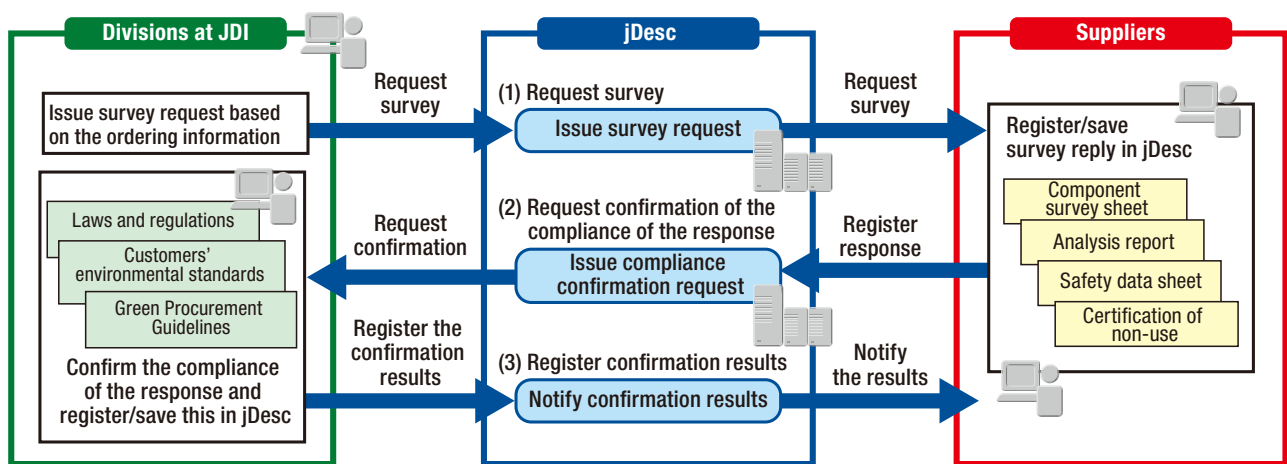 Divisions at JDI
jDesc
Suppliers
Issue survey request based
on the ordering information
Request
survey
(1) Request survey
Issue survey request
Request
survey
Register/save
survey reply in jDesc
Component
survey sheet
Analysis report
Safety data sheet
Certification of
non-use
Register
response
(2) Request confirmation of the
compliance of the response
Issue compliance
confirmation request
Request
confirmation
Laws and regulations
Customers’
environmental standards
Green Procurement
Guidelines
Confirm the compliance
of the response and
register/save this in jDesc
Register the
confirmation
results
(3) Register confirmation results
Notify confirmation results
Notify
the results